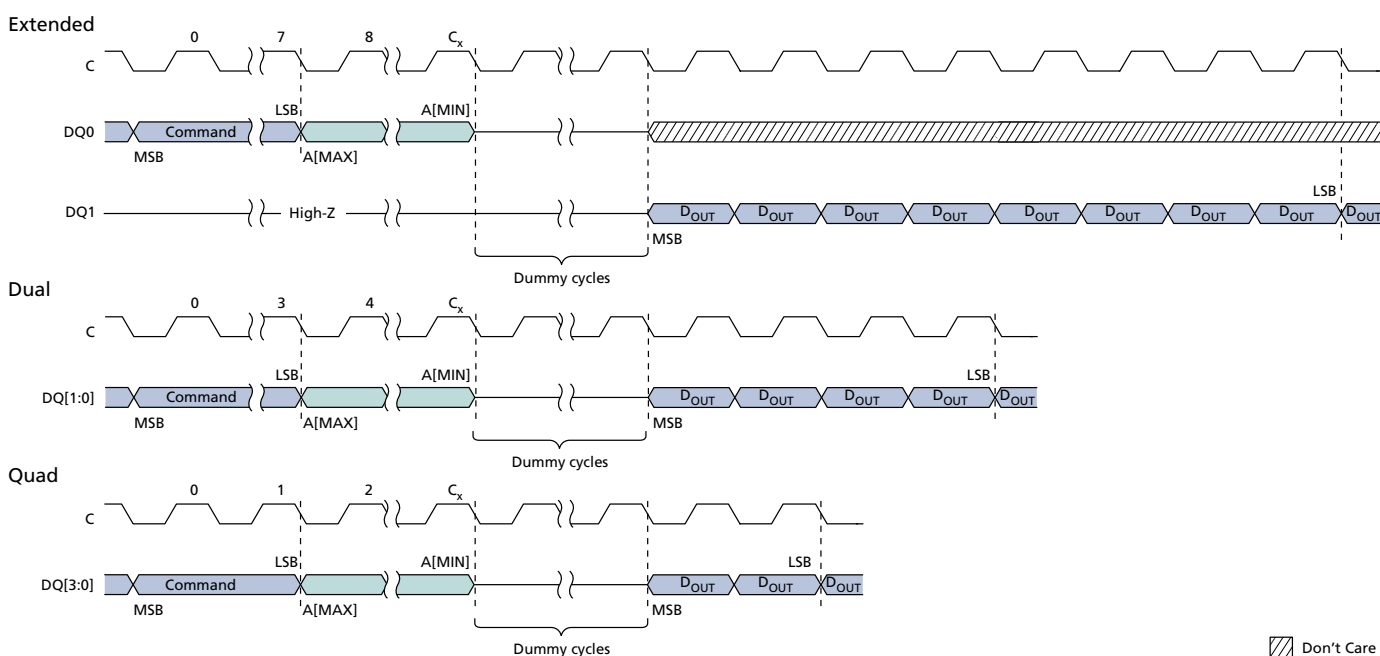 Extended
0 7 8 Cx
C
LSB A[MIN]
DQ0 Command
MSB A[MAX]
LSB
DQ1 High-Z DOUT DOUT DOUT DOUT DOUT DOUT DOUT DOUT DOUT
MSB
Dummy cycles
Dual
0 3 4 Cx
C
LSB A[MIN] LSB
DQ[1:0] Command DOUT DOUT DOUT DOUT DOUT
MSB A[MAX] MSB
Dummy cycles
Quad
0 1 2 Cx
C
LSB A[MIN] LSB
DQ[3:0] Command DOUT DOUT DOUT
MSB A[MAX] MSB
Dummy cycles
Don't Care